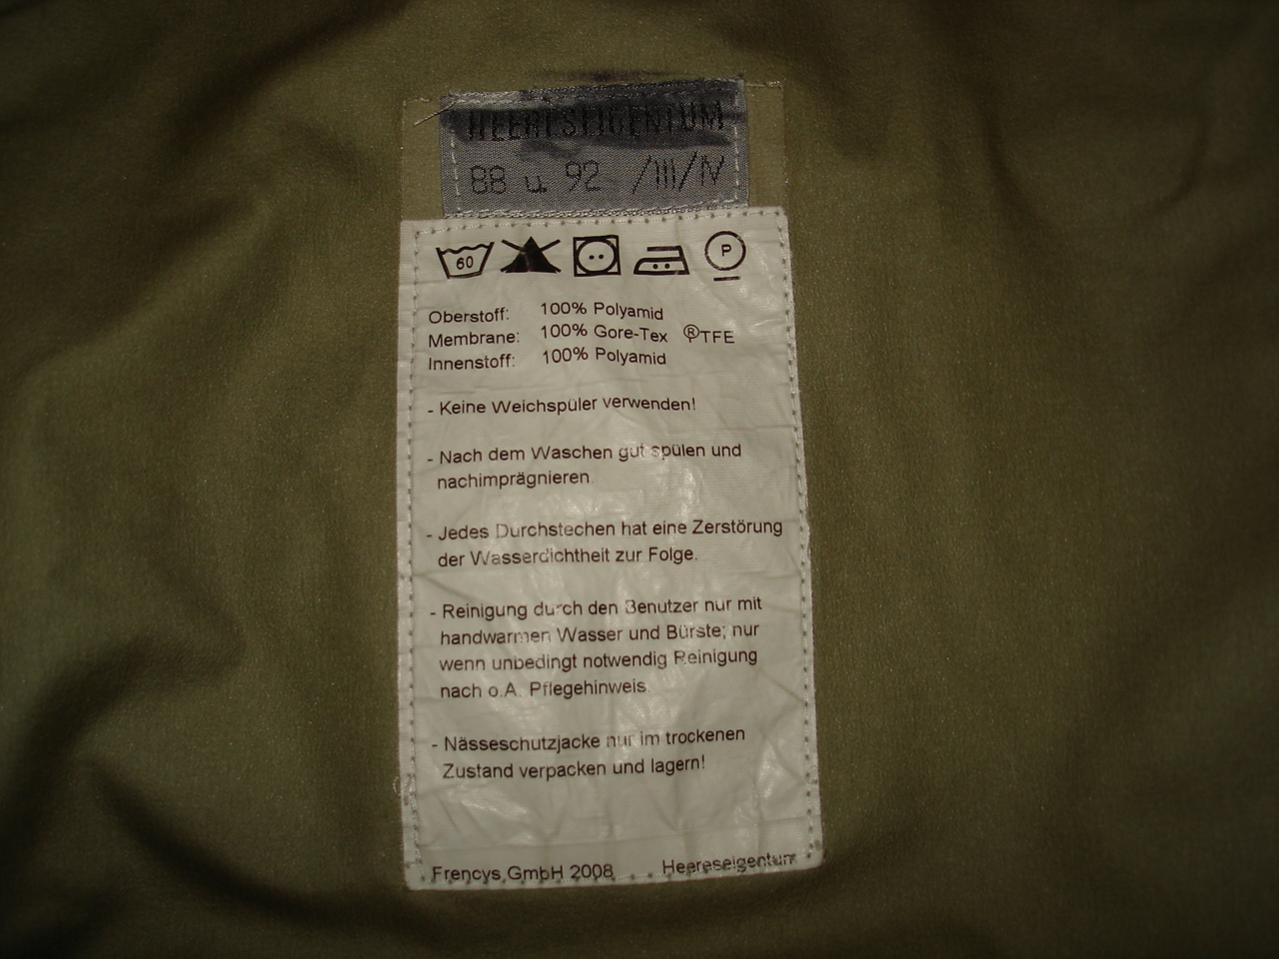 HEERESEIGENTUM
88 u. 92 /III/IV
60 P
Oberstoff: 100% Polyamid
Membrane: 100% Gore-Tex ®TFE
Innenstoff: 100% Polyamid
- Keine Weichspüler verwenden!
- Nach dem Waschen gut spülen und
nachimprägnieren.
- Jedes Durchstechen hat eine Zerstörung
der Wasserdichtheit zur Folge.
- Reinigung durch den Benutzer nur mit
handwarmen Wasser und Bürste; nur
wenn unbedingt notwendig Reinigung
nach o.A. Pflegehinweis.
- Nässeschutzjacke nur im trockenen
Zustand verpacken und lagern!
Frencys GmbH 2008 Heereseigentum